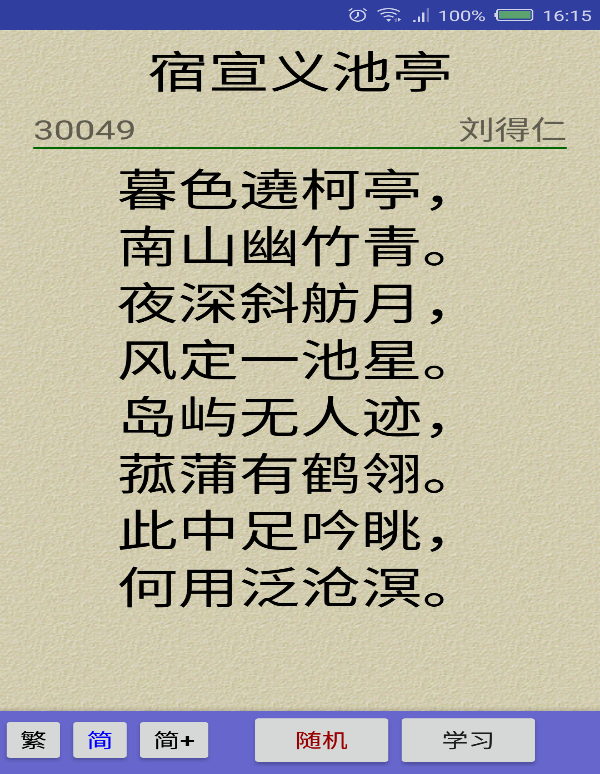 100% 16:15
宿宣义池亭
30049 刘得仁
暮色遶柯亭，
南山幽竹青。
夜深斜舫月，
风定一池星。
岛屿无人迹，
菰蒲有鹤翎。
此中足吟眺，
何用泛沧溟。
繁 简 简+ 随机 学习